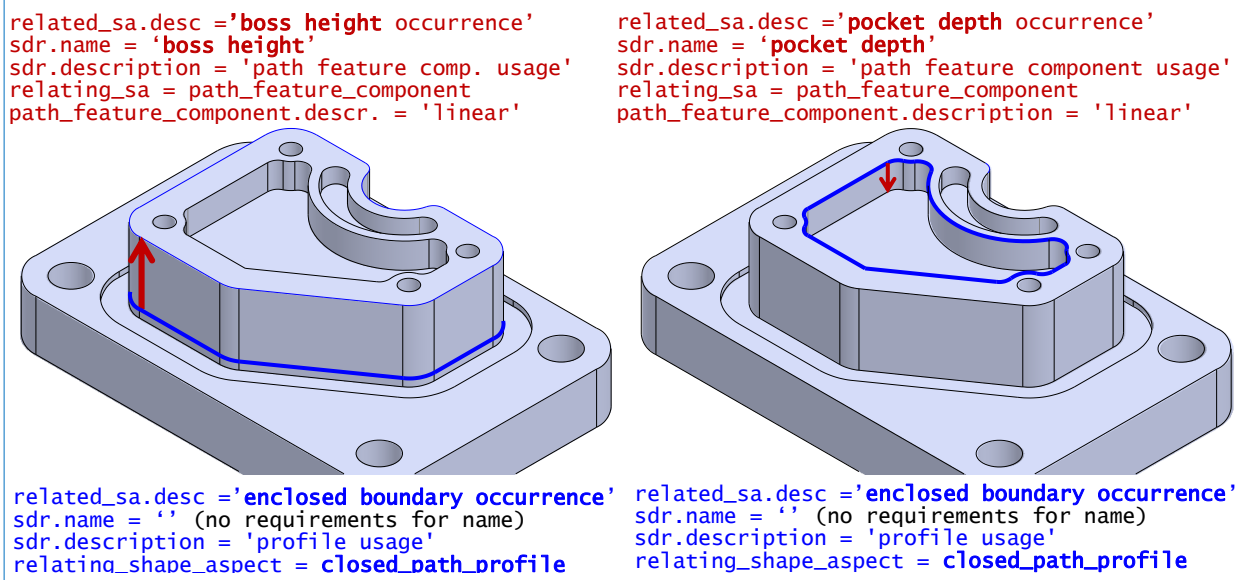 related_sa.desc =’boss height occurrence’
sdr.name = ‘boss height’
sdr.description = 'path feature comp. usage'
relating_sa = path_feature_component
path_feature_component.descr. = 'linear'
related_sa.desc =’pocket depth occurrence’
sdr.name = ‘pocket depth’
sdr.description = 'path feature component usage'
relating_sa = path_feature_component
path_feature_component.description = 'linear'
related_sa.desc =’enclosed boundary occurrence’
sdr.name = ‘’ (no requirements for name)
sdr.description = 'profile usage'
relating_shape_aspect = closed_path_profile
related_sa.desc =’enclosed boundary occurrence’
sdr.name = ‘’ (no requirements for name)
sdr.description = 'profile usage'
relating_shape_aspect = closed_path_profile